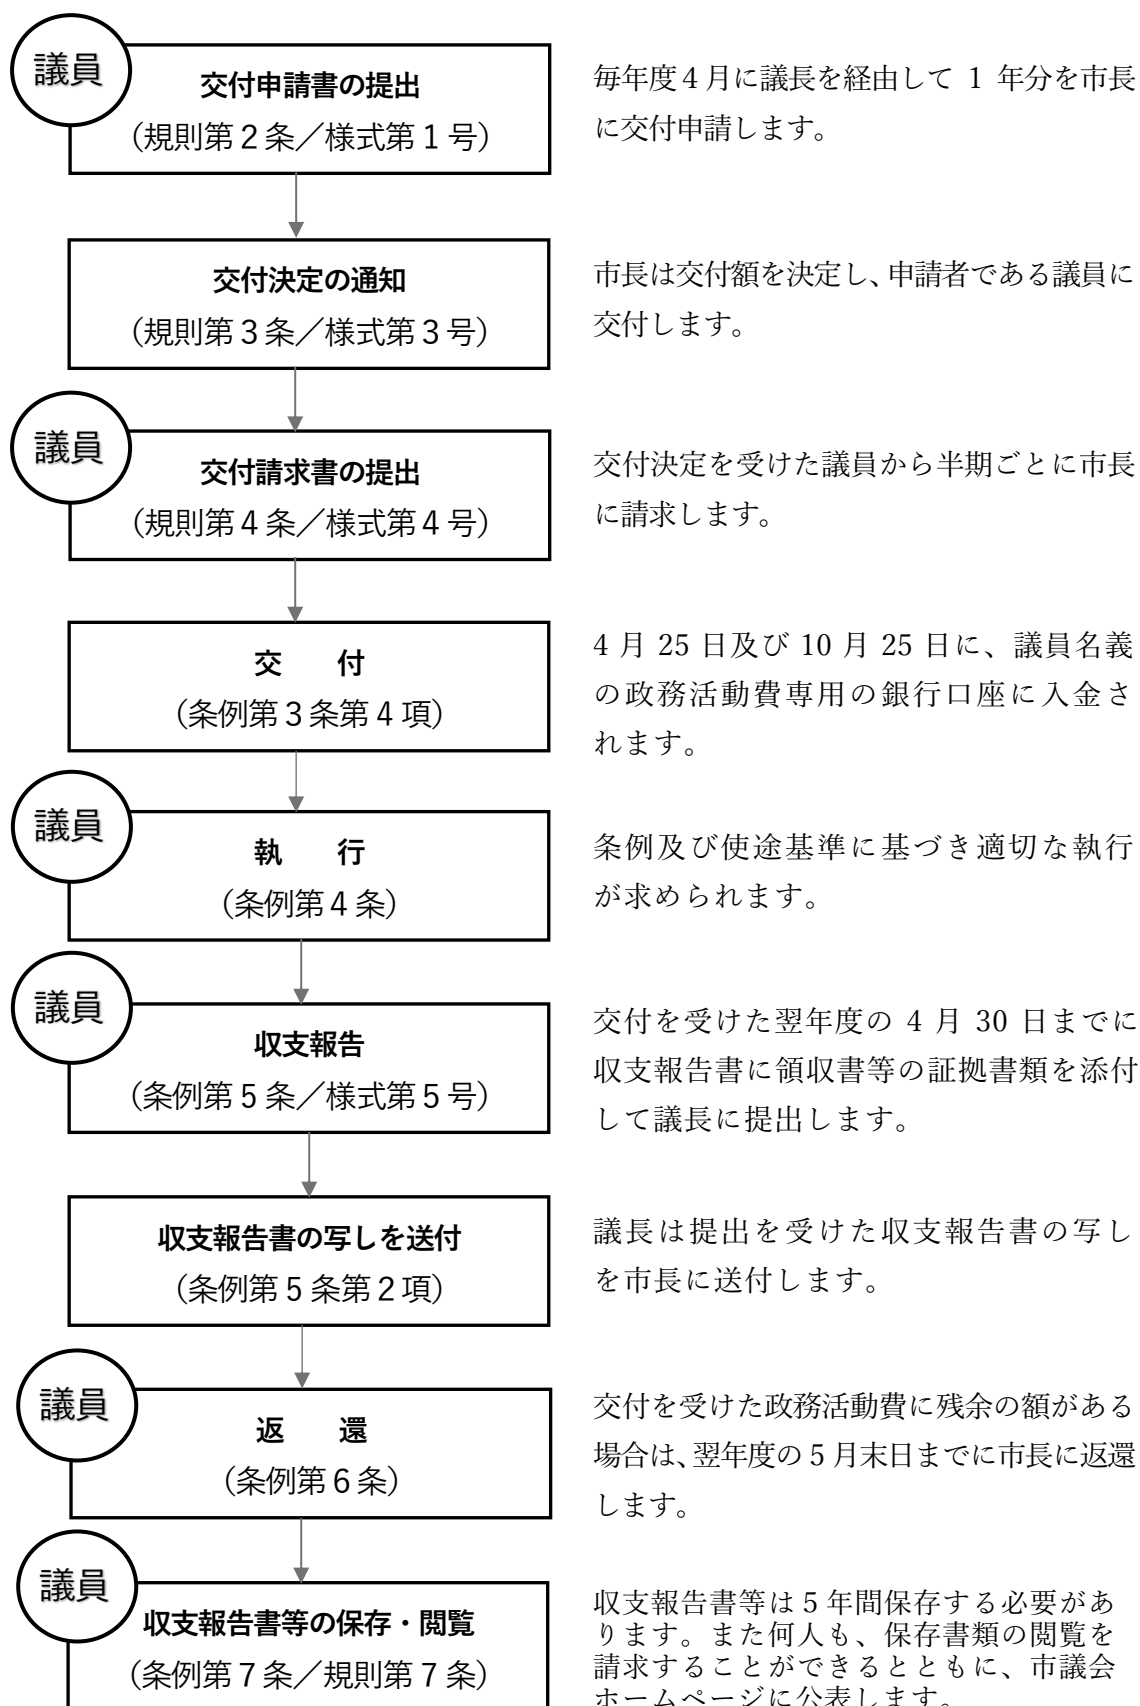 議員
交付申請書の提出
（規則第２条／様式第１号）
毎年度４月に議長を経由して 1 年分を市長
に交付申請します。
交付決定の通知
（規則第３条／様式第３号）
市長は交付額を決定し、申請者である議員に
交付します。
議員
交付請求書の提出
（規則第４条／様式第４号）
交付決定を受けた議員から半期ごとに市長
に請求します。
交　　付
（条例第３条第４項）
4 月 25 日及び 10 月 25 日に、議員名義
の政務活動費専用の銀行口座に入金さ
れます。
議員
執　　行
（条例第４条）
条例及び使途基準に基づき適切な執行
が求められます。
議員
収支報告
（条例第５条／様式第５号）
交付を受けた翌年度の 4 月 30 日までに
収支報告書に領収書等の証拠書類を添付
して議長に提出します。
収支報告書の写しを送付
（条例第５条第２項）
議長は提出を受けた収支報告書の写し
を市長に送付します。
議員
返　　還
（条例第６条）
交付を受けた政務活動費に残余の額がある
場合は、翌年度の 5 月末日までに市長に返還
します。
議員
収支報告書等の保存・閲覧
（条例第７条／規則第７条）
収支報告書等は 5 年間保存する必要があ
ります。また何人も、保存書類の閲覧を
請求することができるとともに、市議会
ホームページに公表します。